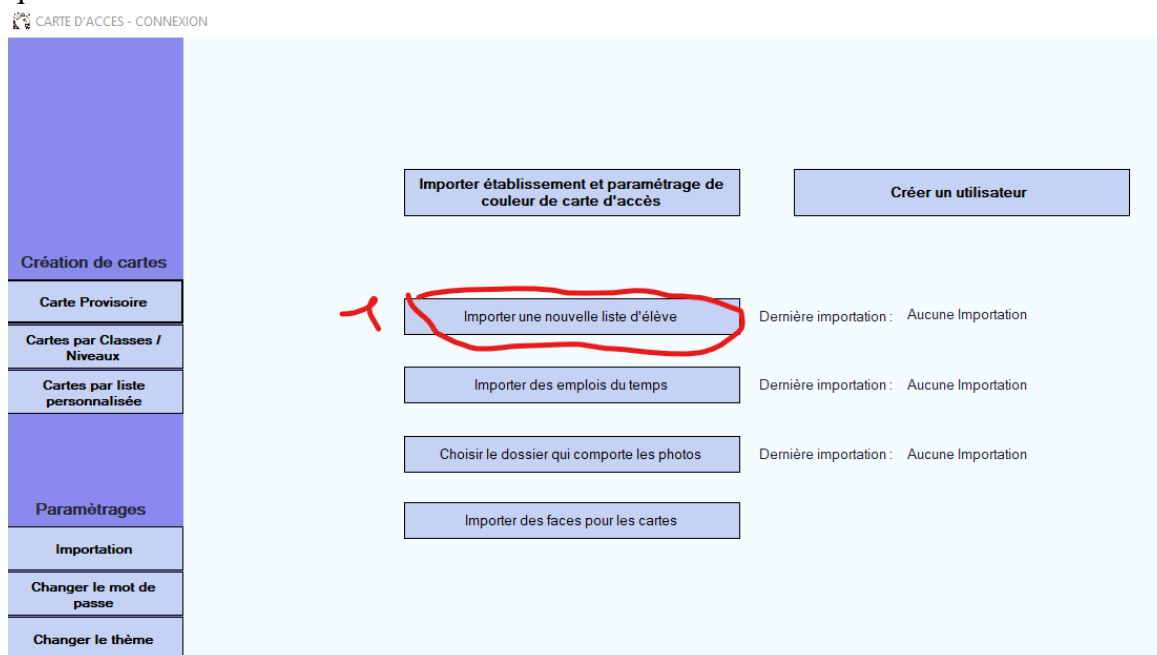 CARTE D'ACCES - CONNEXION
Importer établissement et paramétrage de
couleur de carte d'accès
Créer un utilisateur
Création de cartes
Carte Provisoire
Importer une nouvelle liste d'élève
Dernière importation : Aucune Importation
Cartes par Classes /
Niveaux
Cartes par liste
personnalisée
Importer des emplois du temps
Dernière importation : Aucune Importation
Choisir le dossier qui comporte les photos
Dernière importation : Aucune Importation
Paramètrages
Importer des faces pour les cartes
Importation
Changer le mot de
passe
Changer le thème